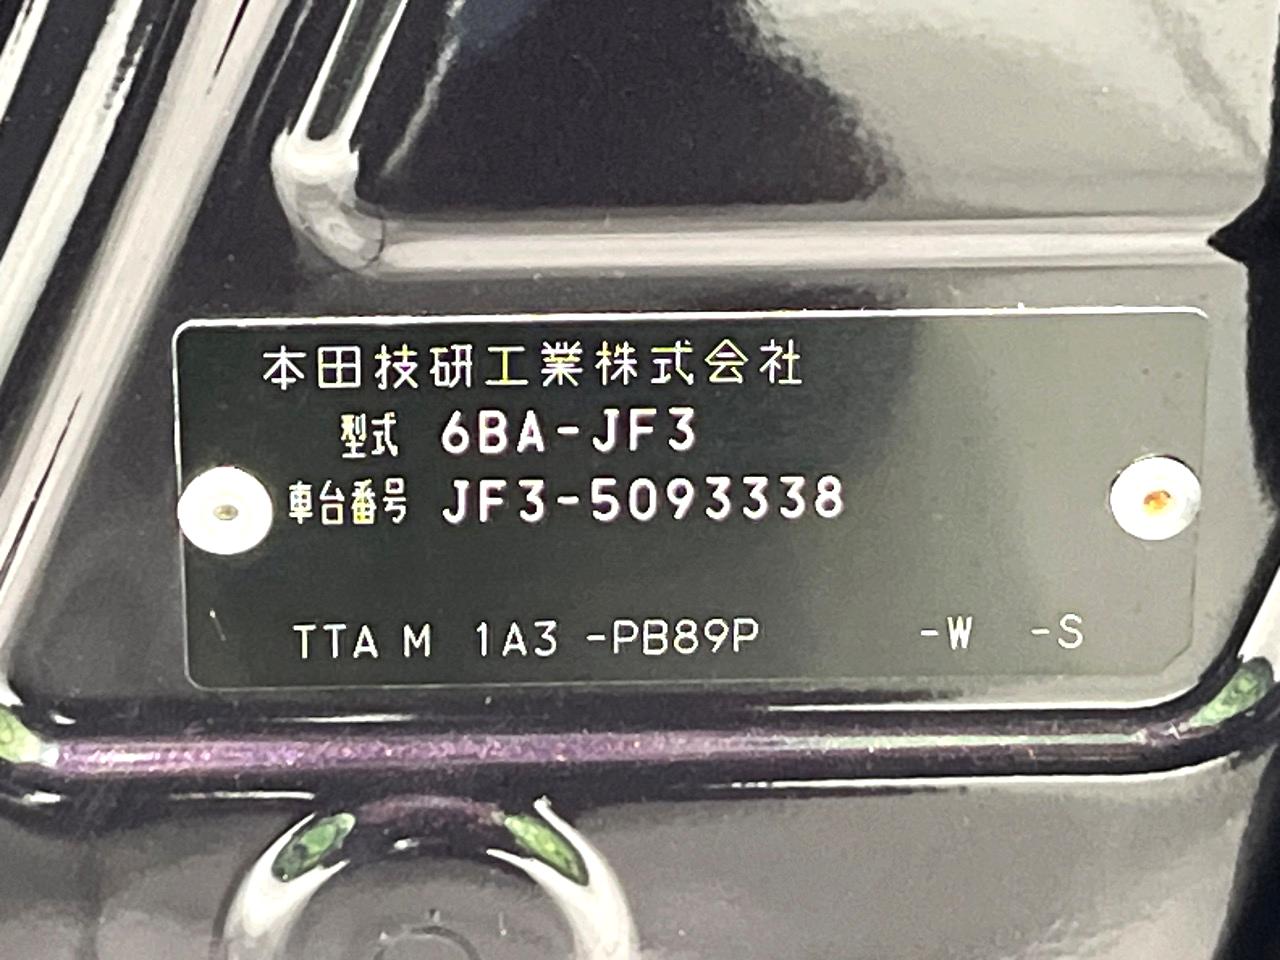 本田技研工業株式会社
型式 6BA-JF3
車台番号 JF3-5093338
TTA M 1A3 -PB89P -W -S